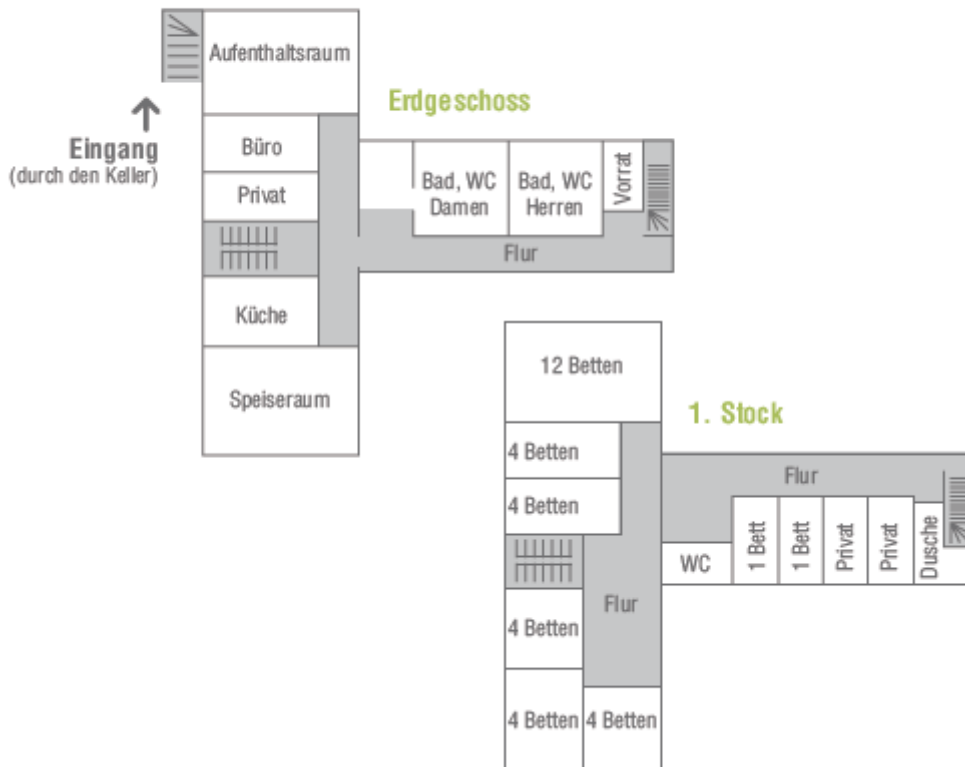 Aufenthaltsraum
Erdgeschoss
Eingang
(durch den Keller)
Büro
Privat
Bad, WC
Damen
Bad, WC
Herren
Vorrat
Flur
Küche
Speiseraum
12 Betten
1. Stock
4 Betten
Flur
4 Betten
WC
1 Bett
1 Bett
Privat
Privat
Dusche
Flur
4 Betten
4 Betten
4 Betten